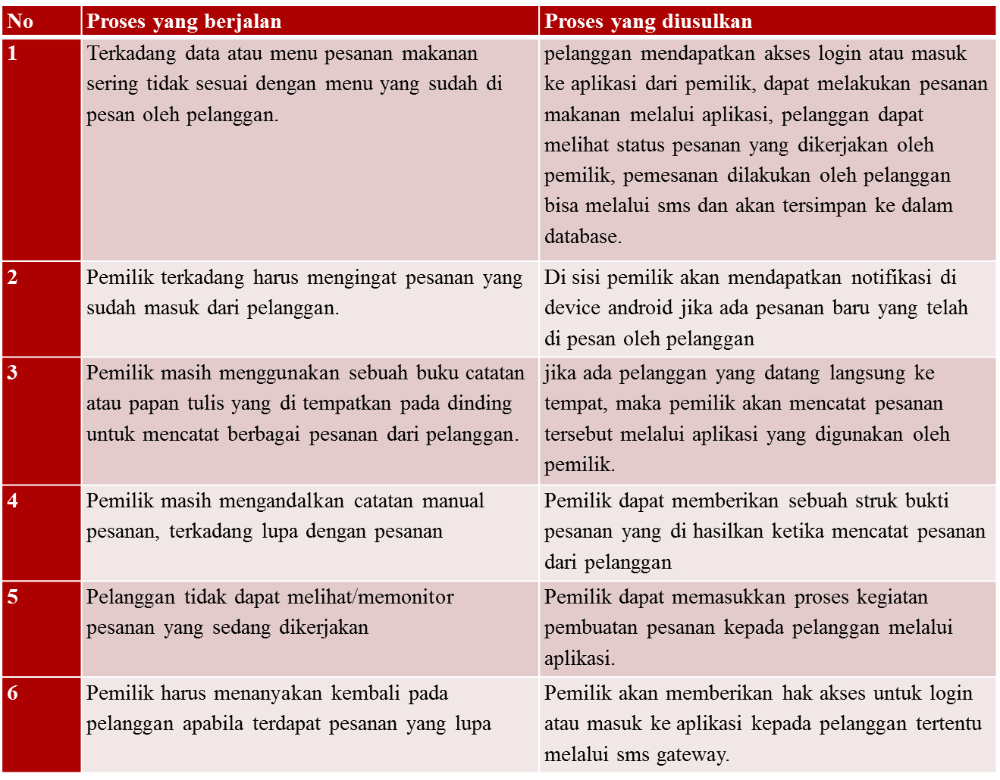 No Proses yang berjalan Proses yang diusulkan
1
Terkadang data atau menu pesanan makanan
sering tidak sesuai dengan menu yang sudah di
pesan oleh pelanggan.
pelanggan mendapatkan akses login atau masuk
ke aplikasi dari pemilik, dapat melakukan pesanan
makanan melalui aplikasi, pelanggan dapat
melihat status pesanan yang dikerjakan oleh
pemilik, pemesanan dilakukan oleh pelanggan
bisa melalui sms dan akan tersimpan ke dalam
database.
2
Pemilik terkadang harus mengingat pesanan yang
sudah masuk dari pelanggan.
Di sisi pemilik akan mendapatkan notifikasi di
device android jika ada pesanan baru yang telah
di pesan oleh pelanggan
3
Pemilik masih menggunakan sebuah buku catatan
atau papan tulis yang di tempatkan pada dinding
untuk mencatat berbagai pesanan dari pelanggan.
jika ada pelanggan yang datang langsung ke
tempat, maka pemilik akan mencatat pesanan
tersebut melalui aplikasi yang digunakan oleh
pemilik.
4
Pemilik masih mengandalkan catatan manual
pesanan, terkadang lupa dengan pesanan
Pemilik dapat memberikan sebuah struk bukti
pesanan yang di hasilkan ketika mencatat pesanan
dari pelanggan
5
Pelanggan tidak dapat melihat/memonitor
pesanan yang sedang dikerjakan
Pemilik dapat memasukkan proses kegiatan
pembuatan pesanan kepada pelanggan melalui
aplikasi.
6
Pemilik harus menanyakan kembali pada
pelanggan apabila terdapat pesanan yang lupa
Pemilik akan memberikan hak akses untuk login
atau masuk ke aplikasi kepada pelanggan tertentu
melalui sms gateway.